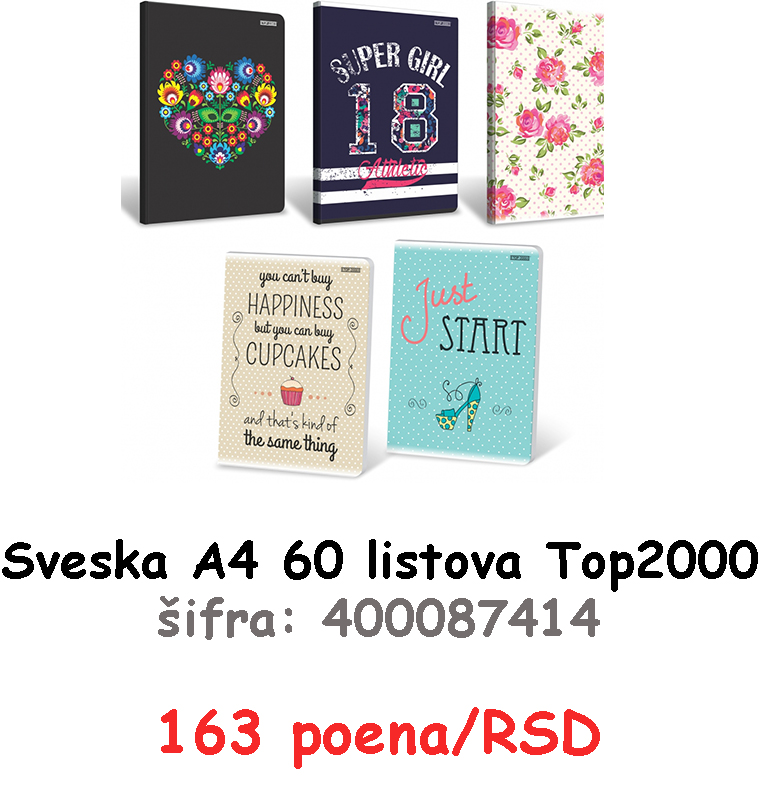 SUPER GIRL
18
Athletic
you can't buy
HAPPINESS
but you can buy
CUPCAKES
and that's kind of
the same thing
Just
START
Sveska A4 60 listova Top2000
šifra: 400087414
163 poena/RSD